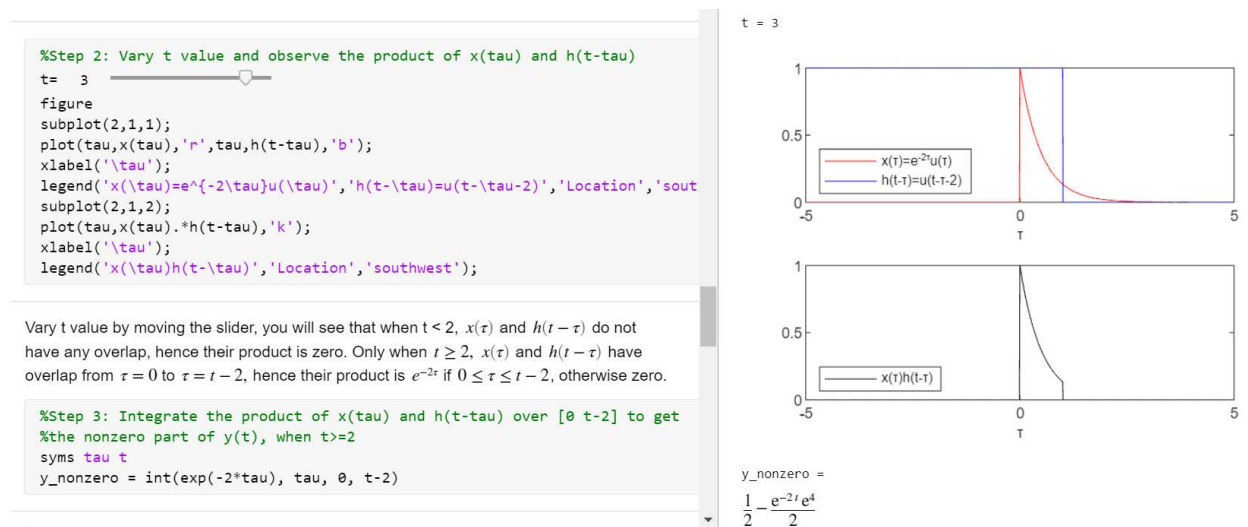 %Step 2: Vary t value and observe the product of x(tau) and h(t-tau)
t= 3
figure
subplot(2,1,1);
plot(tau,x(tau),'r',tau,h(t-tau),'b');
xlabel('\tau');
legend('x(\tau)=e^{-2\tau}u(\tau)','h(t-\tau)=u(t-\tau-2)','Location','sout
subplot(2,1,2);
plot(tau,x(tau).*h(t-tau),'k');
xlabel('\tau');
legend('x(\tau)h(t-\tau)','Location','southwest');
Vary t value by moving the slider, you will see that when t < 2, x(τ) and h(t − τ) do not
have any overlap, hence their product is zero. Only when t ≥ 2, x(τ) and h(t − τ) have
overlap from τ = 0 to τ = t − 2, hence their product is e^{−2τ} if 0 ≤ τ ≤ t − 2, otherwise zero.
%Step 3: Integrate the product of x(tau) and h(t-tau) over [0 t-2] to get
%the nonzero part of y(t), when t>=2
syms tau t
y_nonzero = int(exp(-2*tau), tau, 0, t-2)
t = 3
1
0.5
x(τ)=e^{-2τ}u(τ)
h(t-τ)=u(t-τ-2)
0
-5 0 5
τ
1
0.5
x(τ)h(t-τ)
0
-5 0 5
τ
y_nonzero =
1/2 − e^{−2t} e^4/2